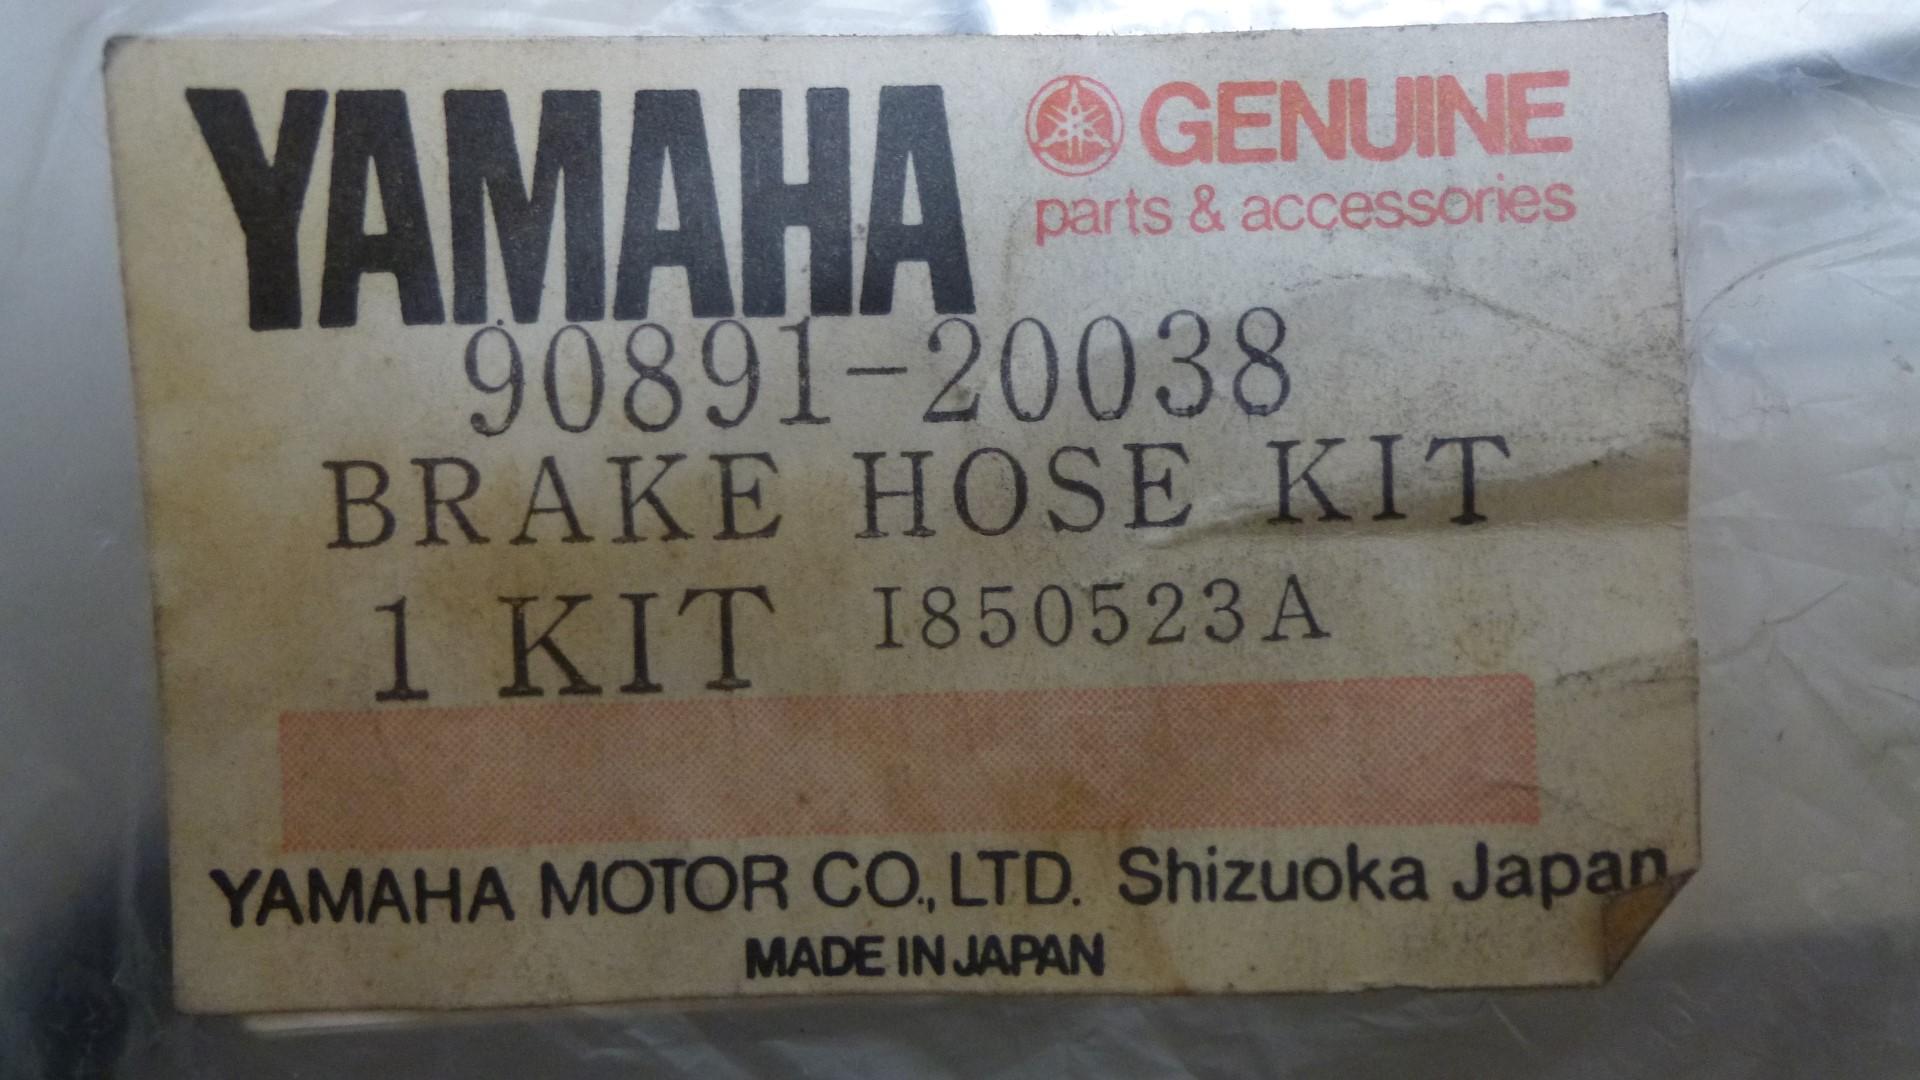 YAMAHA GENUINE
parts & accessories
90891-20038
BRAKE HOSE KIT
1 KIT I850523A
YAMAHA MOTOR CO., LTD. Shizuoka Japan
MADE IN JAPAN